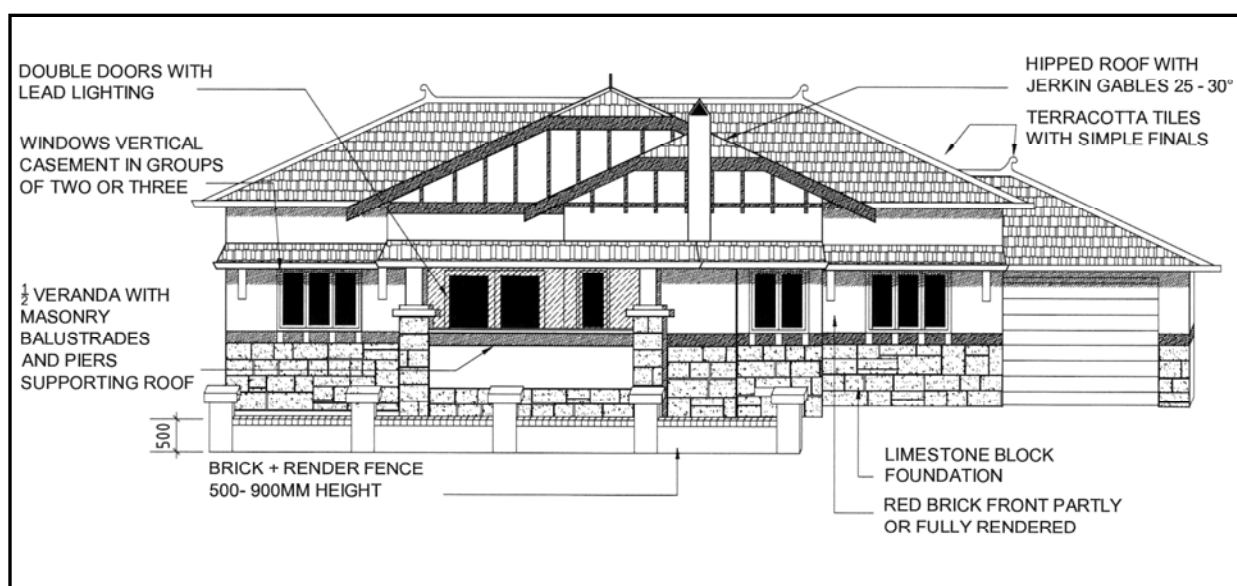 DOUBLE DOORS WITH
LEAD LIGHTING
WINDOWS VERTICAL
CASEMENT IN GROUPS
OF TWO OR THREE
½ VERANDA WITH
MASONRY
BALUSTRADES
AND PIERS
SUPPORTING ROOF
500
BRICK + RENDER FENCE
500- 900MM HEIGHT
HIPPED ROOF WITH
JERKIN GABLES 25 - 30°
TERRACOTTA TILES
WITH SIMPLE FINALS
LIMESTONE BLOCK
FOUNDATION
RED BRICK FRONT PARTLY
OR FULLY RENDERED